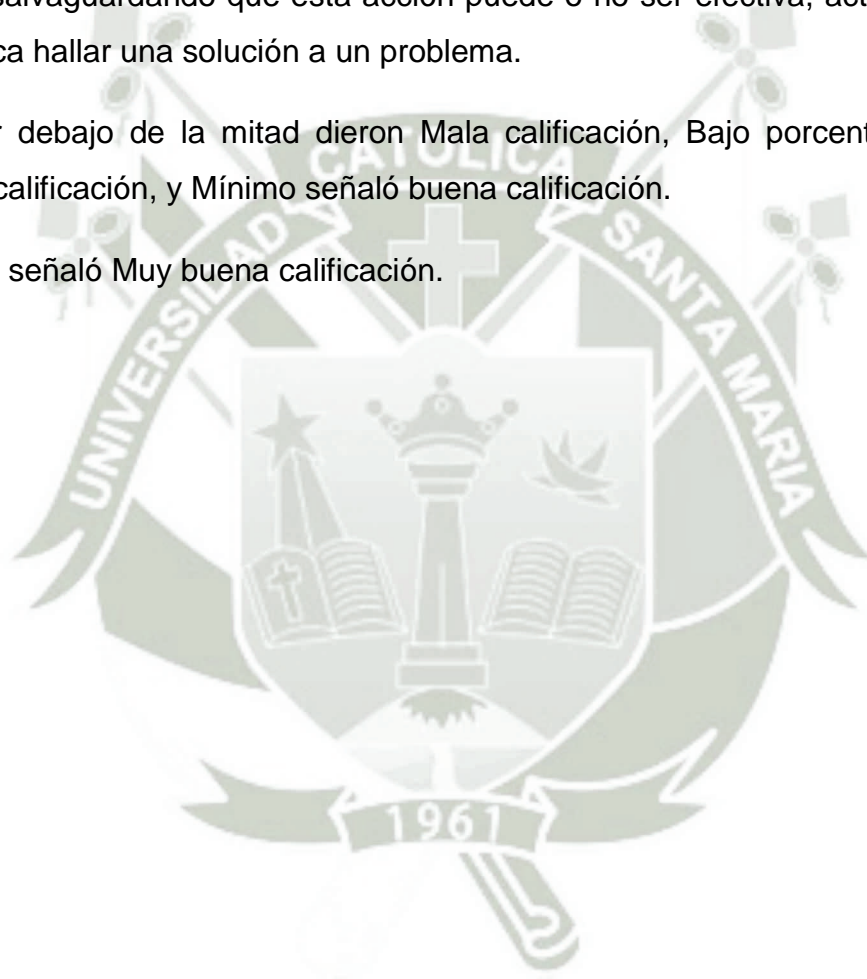 salvaguardando que esta acción puede o no ser efectiva, act
ca hallar una solución a un problema.
r debajo de la mitad dieron Mala calificación, Bajo porcent
calificación, y Mínimo señaló buena calificación.
señaló Muy buena calificación.
UNIVERSIDAD CATOLICA SANTA MARIA
1961